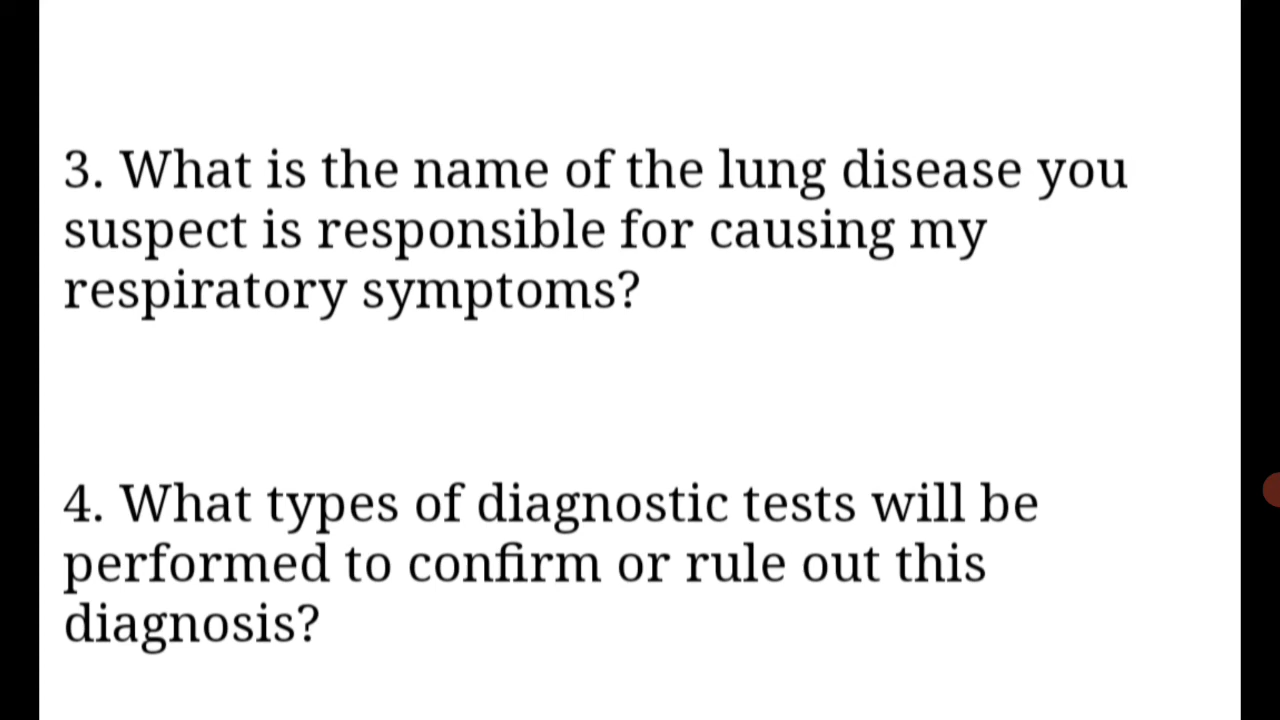 3. What is the name of the lung disease you
suspect is responsible for causing my
respiratory symptoms?
4. What types of diagnostic tests will be
performed to confirm or rule out this
diagnosis?